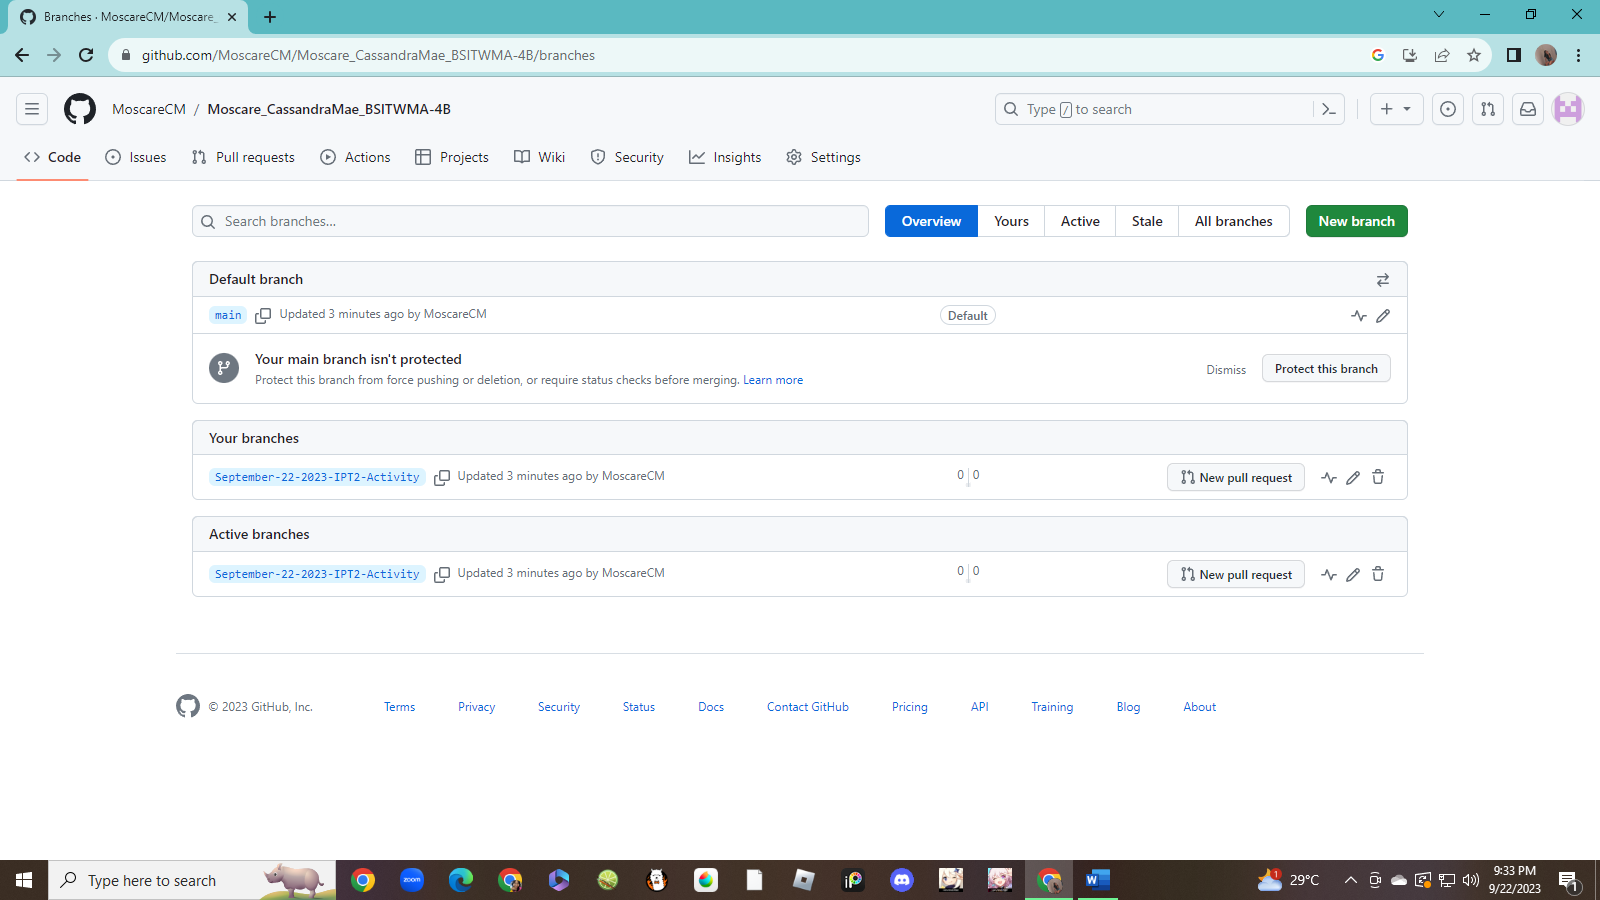 Branches · MoscareCM/Moscare_
github.com/MoscareCM/Moscare_CassandraMae_BSITWMA-4B/branches
MoscareCM / Moscare_CassandraMae_BSITWMA-4B
Type / to search
Code Issues Pull requests Actions Projects Wiki Security Insights Settings
Search branches... Overview Yours Active Stale All branches New branch
Default branch
main Updated 3 minutes ago by MoscareCM Default
Your main branch isn't protected
Protect this branch from force pushing or deletion, or require status checks before merging. Learn more
Dismiss Protect this branch
Your branches
September-22-2023-IPT2-Activity Updated 3 minutes ago by MoscareCM 0 0 New pull request
Active branches
September-22-2023-IPT2-Activity Updated 3 minutes ago by MoscareCM 0 0 New pull request
© 2023 GitHub, Inc. Terms Privacy Security Status Docs Contact GitHub Pricing API Training Blog About
Type here to search zoom iP W 1 29°C 9:33 PM
9/22/2023 1